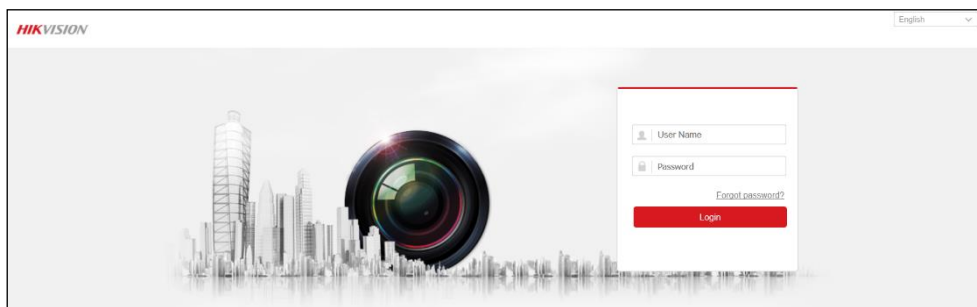 HIKVISION
English
User Name
Password
Forgot password?
Login